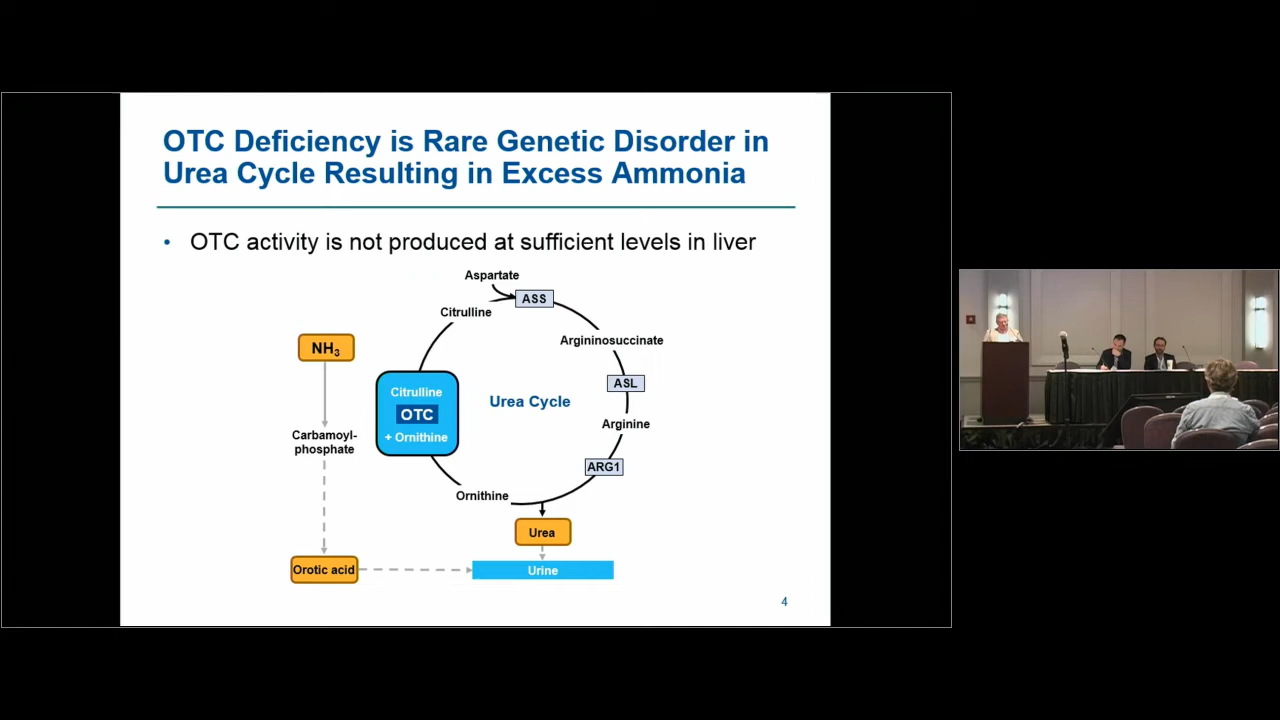 OTC Deficiency is Rare Genetic Disorder in
Urea Cycle Resulting in Excess Ammonia
• OTC activity is not produced at sufficient levels in liver
Aspartate
ASS
Citrulline
Argininosuccinate
NH3
ASL
Citrulline
OTC
+ Ornithine
Urea Cycle
Arginine
Carbamoyl-
phosphate
ARG1
Ornithine
Urea
Orotic acid
Urine
4